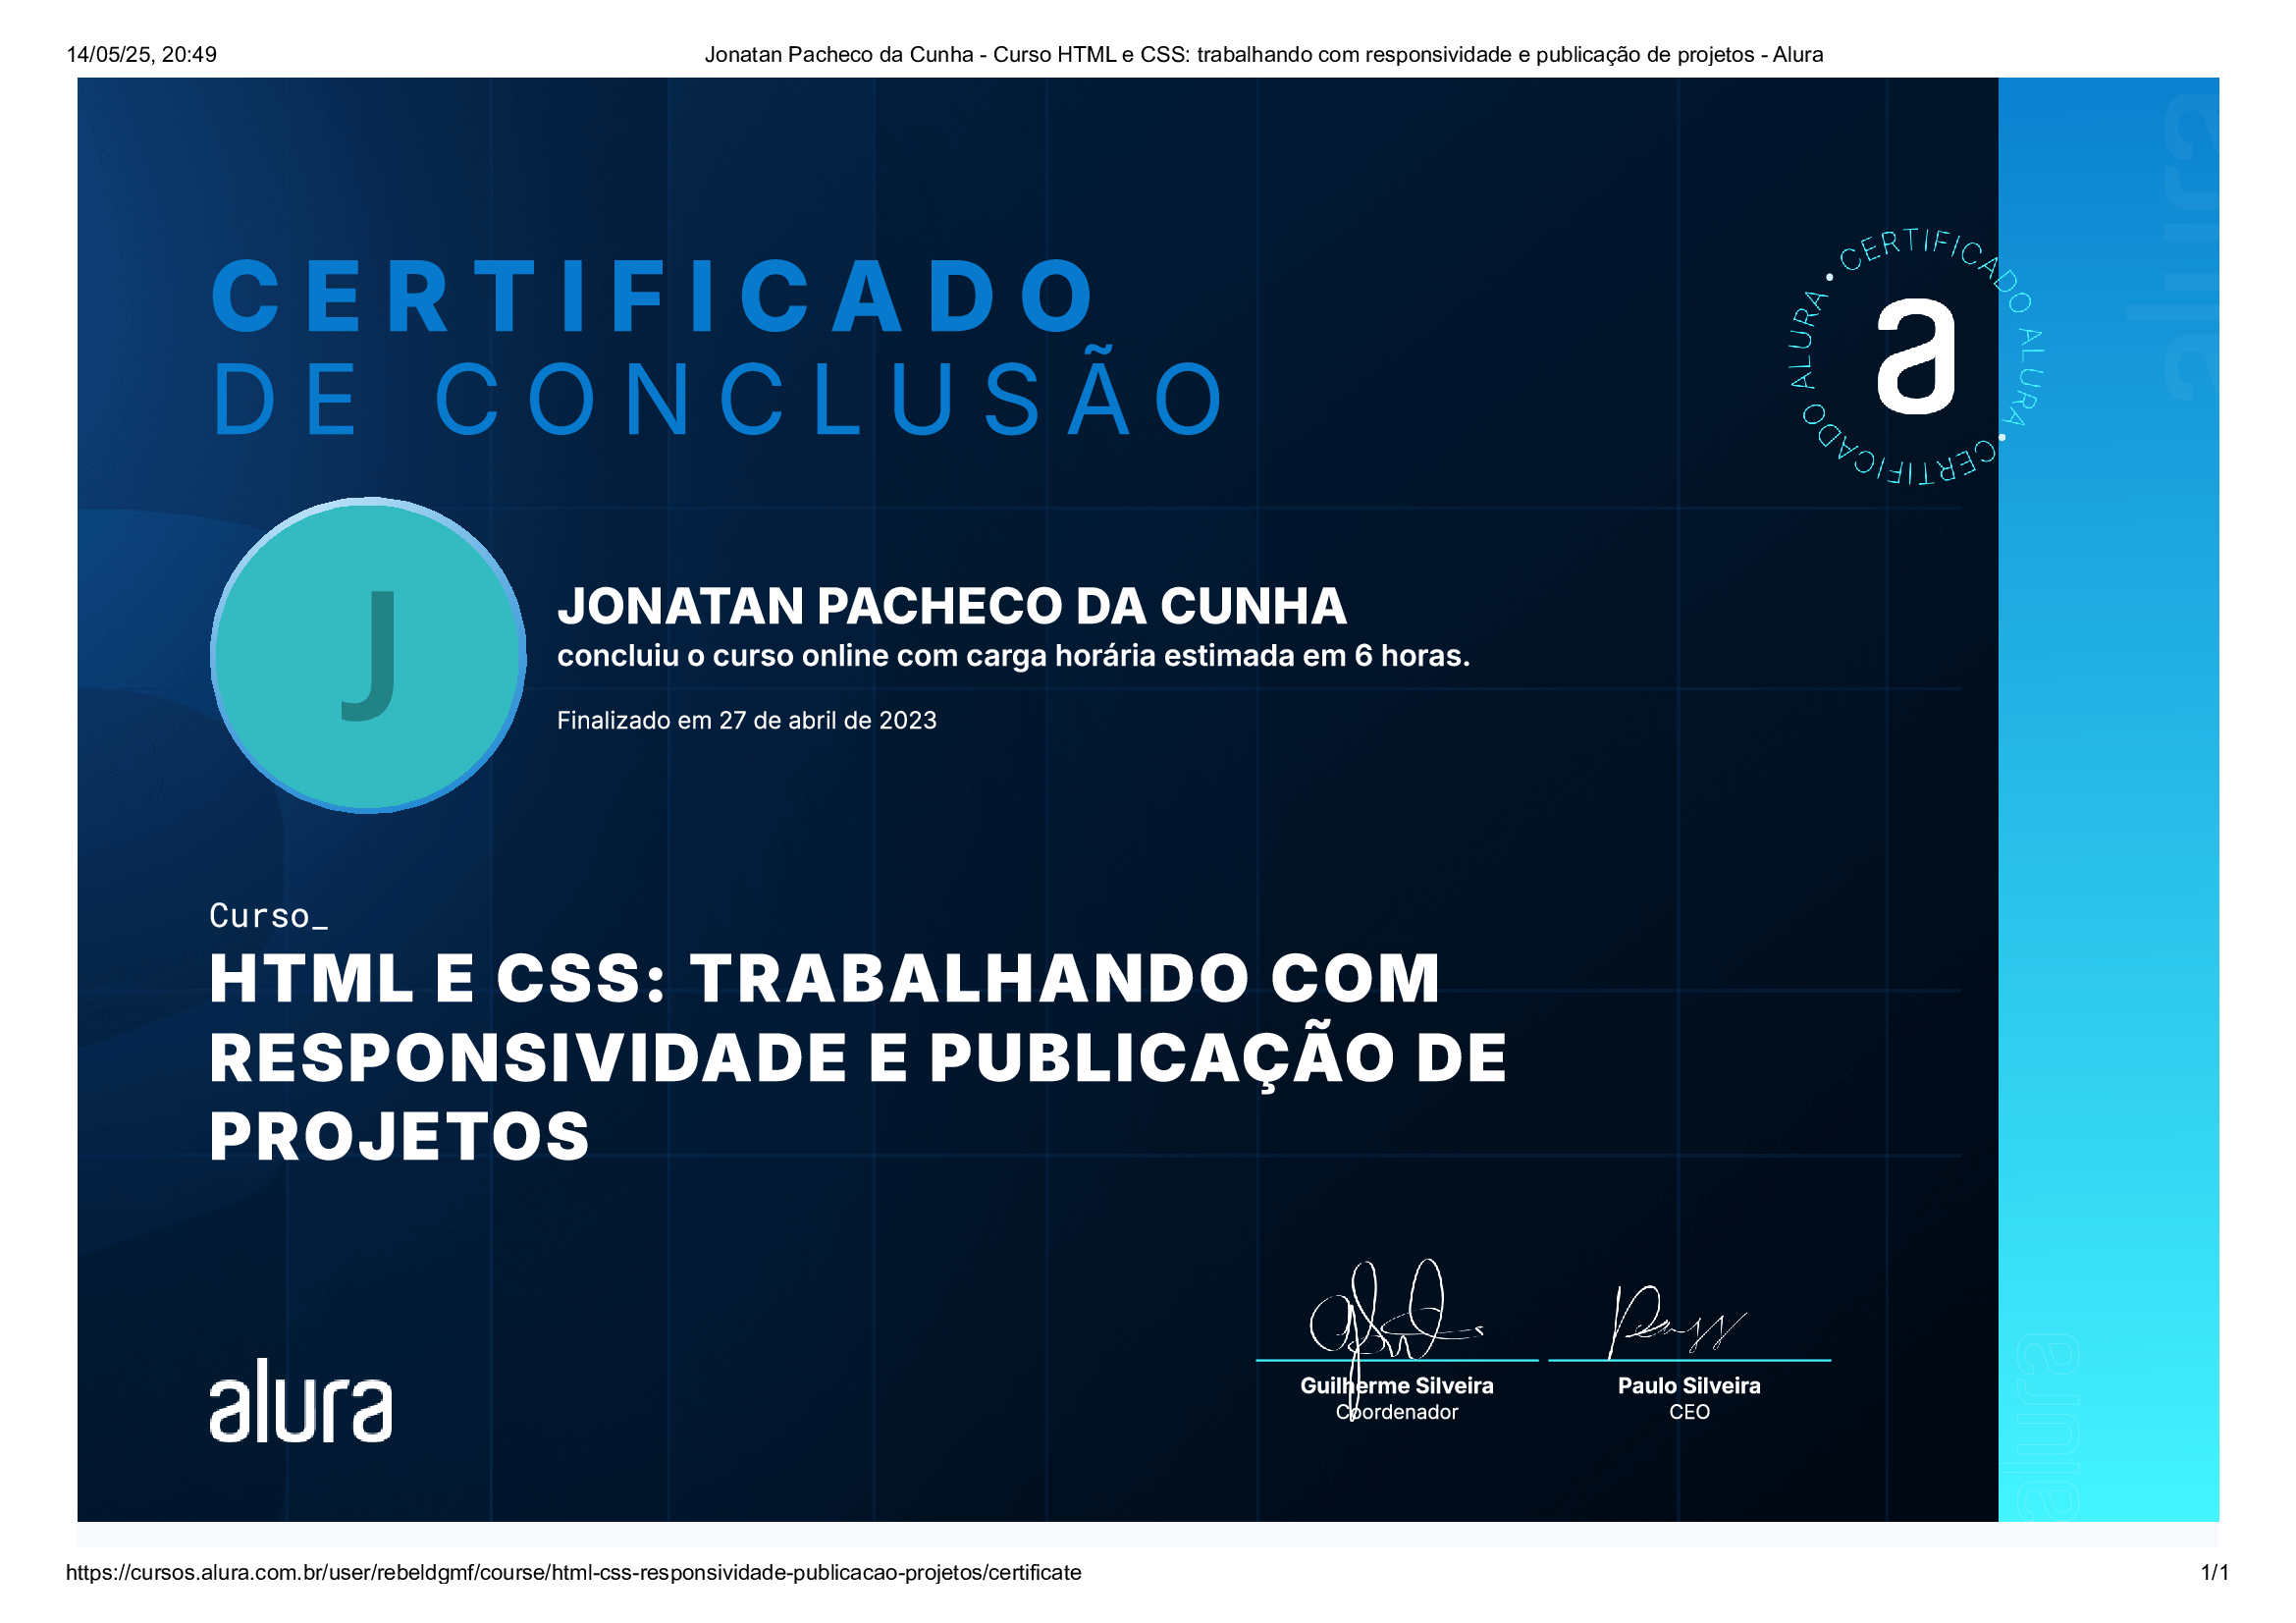 14/05/25, 20:49
Jonatan Pacheco da Cunha - Curso HTML e CSS: trabalhando com responsividade e publicação de projetos - Alura
CERTIFICADO
DE CONCLUSÃO
• CERTIFICADO ALURA • CERTIFICADO ALURA
a
alura
J
JONATAN PACHECO DA CUNHA
concluiu o curso online com carga horária estimada em 6 horas.
Finalizado em 27 de abril de 2023
Curso_
HTML E CSS: TRABALHANDO COM
RESPONSIVIDADE E PUBLICAÇÃO DE
PROJETOS
Guilherme Silveira
Coordenador
Paulo Silveira
CEO
alura
alura
https://cursos.alura.com.br/user/rebeldgmf/course/html-css-responsividade-publicacao-projetos/certificate
1/1